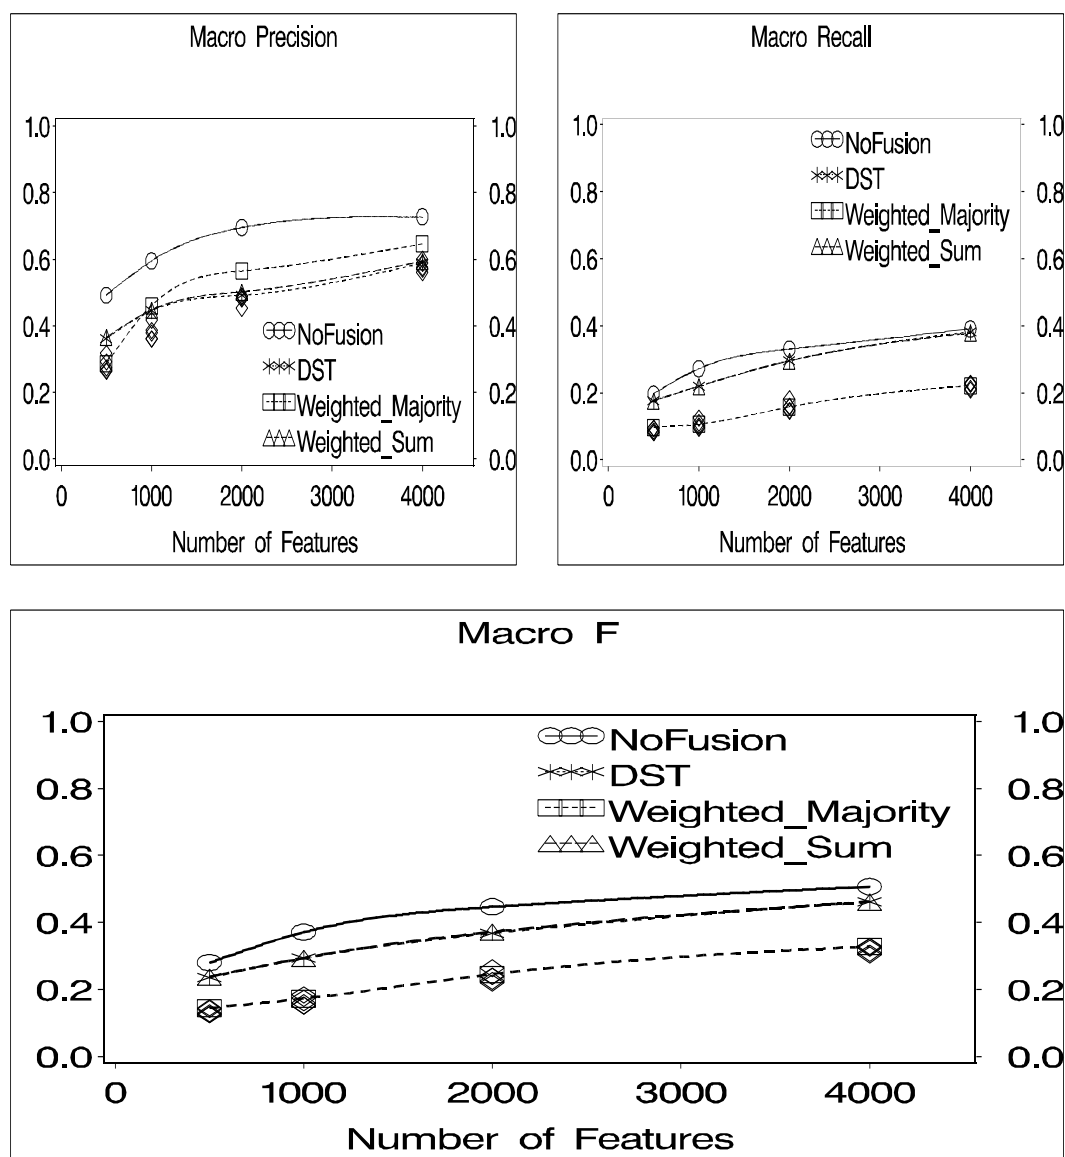 Macro Precision
1.0 1.0
0.8 0.8
0.6 0.6
0.4 0.4
NoFusion
DST
0.2 0.2
Weighted_Majority
Weighted_Sum
0.0 0.0
0 1000 2000 3000 4000
Number of Features
Macro Recall
1.0 1.0
NoFusion
DST
0.8 0.8
Weighted_Majority
Weighted_Sum
0.6 0.6
0.4 0.4
0.2 0.2
0.0 0.0
0 1000 2000 3000 4000
Number of Features
Macro F
1.0 1.0
NoFusion
DST
0.8 0.8
Weighted_Majority
Weighted_Sum
0.6 0.6
0.4 0.4
0.2 0.2
0.0 0.0
0 1000 2000 3000 4000
Number of Features